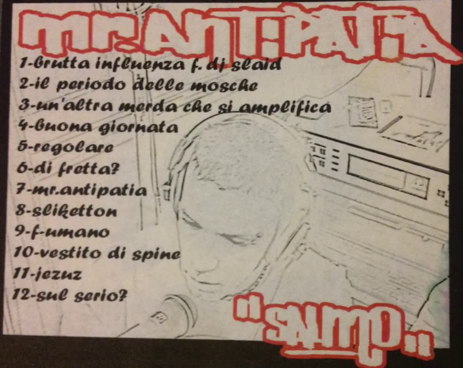 mr.ANTiPATiA
1-brutta influenza f. dj slaid
2-il periodo delle mosche
3-un'altra merda che si amplifica
4-buona giornata
5-regolare
6-di fretta?
7-mr.antipatia
8-sliketton
9-f-umano
10-vestito di spine
11-jezuz
12-sul serio?
"SALMO"